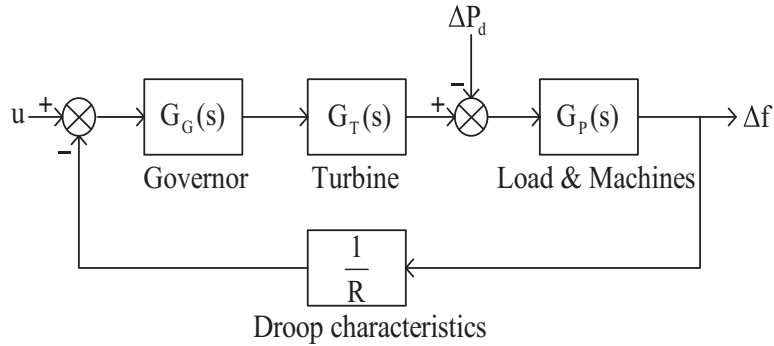 ΔP_d
u + − G_G(s) G_T(s) + − G_P(s) Δf
Governor Turbine Load & Machines
1
R
Droop characteristics